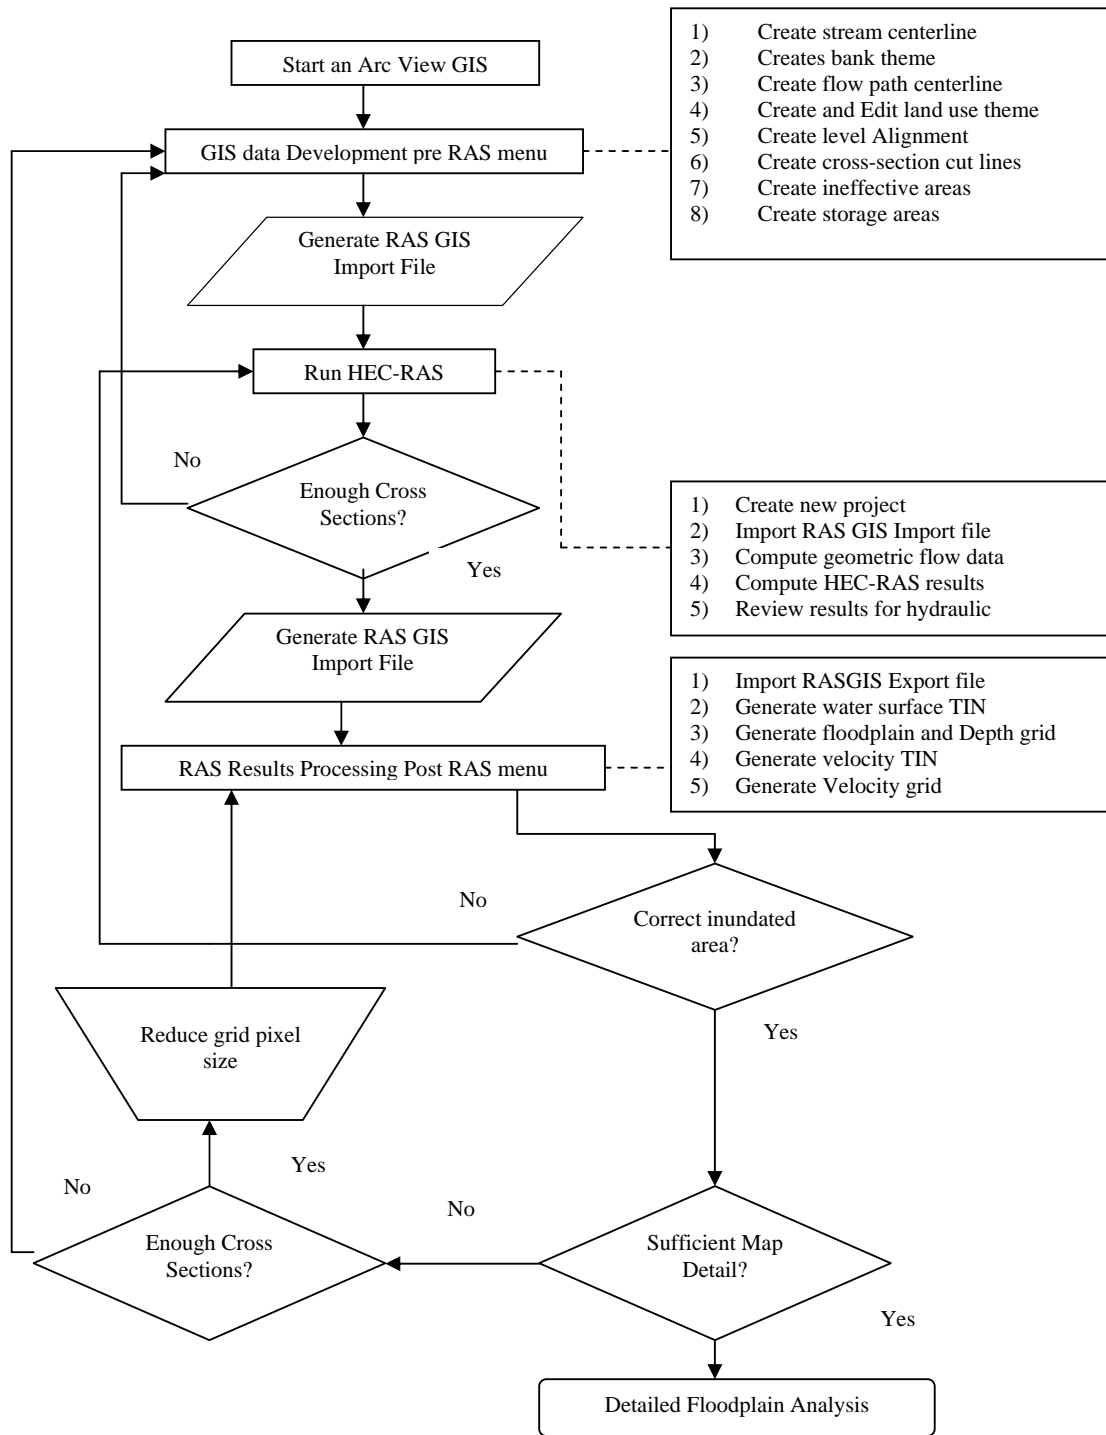 Start an Arc View GIS
1) Create stream centerline
2) Creates bank theme
3) Create flow path centerline
4) Create and Edit land use theme
5) Create level Alignment
6) Create cross-section cut lines
7) Create ineffective areas
8) Create storage areas
GIS data Development pre RAS menu
Generate RAS GIS
Import File
Run HEC-RAS
No
Enough Cross
Sections?
Yes
1) Create new project
2) Import RAS GIS Import file
3) Compute geometric flow data
4) Compute HEC-RAS results
5) Review results for hydraulic
Generate RAS GIS
Import File
1) Import RASGIS Export file
2) Generate water surface TIN
3) Generate floodplain and Depth grid
4) Generate velocity TIN
5) Generate Velocity grid
RAS Results Processing Post RAS menu
No
Correct inundated
area?
Yes
Reduce grid pixel
size
Yes
No
Enough Cross
Sections?
No
Sufficient Map
Detail?
Yes
Detailed Floodplain Analysis